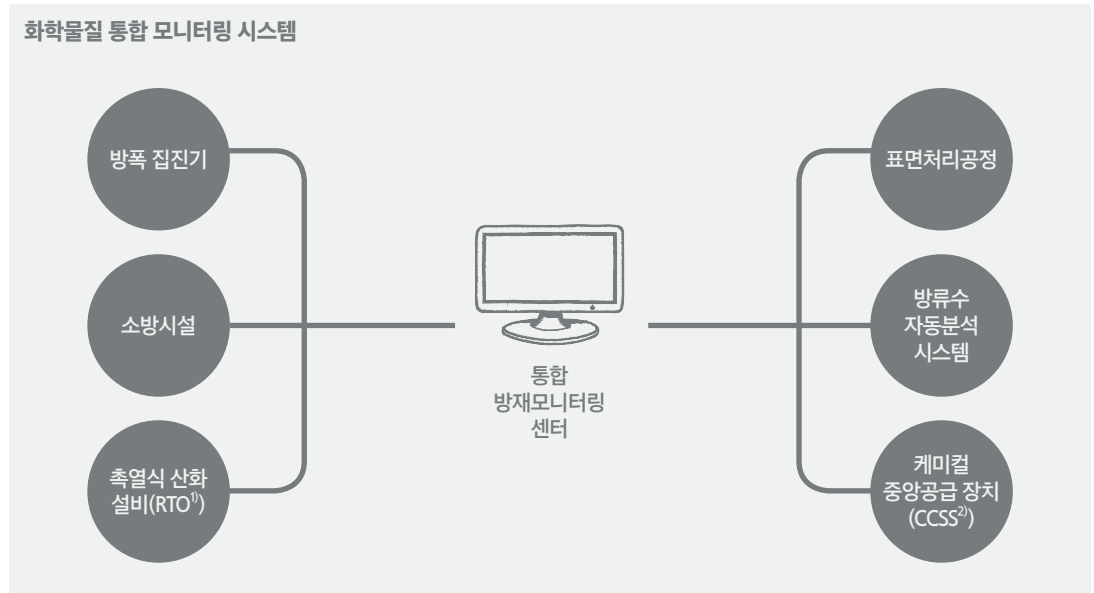 화학물질 통합 모니터링 시스템
방폭 집진기
소방시설
촉열식 산화
설비(RTO1))
통합
방재모니터링
센터
표면처리공정
방류수
자동분석
시스템
케미컬
중앙공급 장치
(CCSS2))